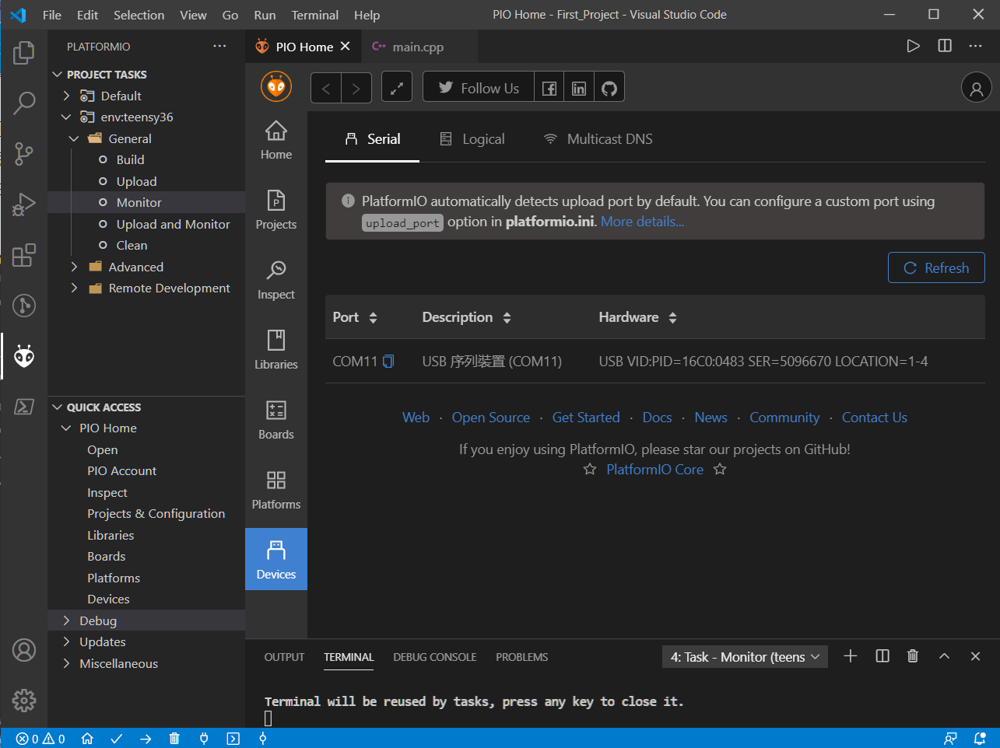 File Edit Selection View Go Run Terminal Help PIO Home - First_Project - Visual Studio Code
PLATFORMIO
PROJECT TASKS
Default
env:teensy36
General
Build
Upload
Monitor
Upload and Monitor
Clean
Advanced
Remote Development
QUICK ACCESS
PIO Home
Open
PIO Account
Inspect
Projects & Configuration
Libraries
Boards
Platforms
Devices
Debug
Updates
Miscellaneous
PIO Home main.cpp
Follow Us
Home
Projects
Inspect
Libraries
Boards
Platforms
Devices
Serial Logical Multicast DNS
PlatformIO automatically detects upload port by default. You can configure a custom port using
upload_port option in platformio.ini. More details...
Refresh
Port Description Hardware
COM11 USB 序列裝置 (COM11) USB VID:PID=16C0:0483 SER=5096670 LOCATION=1-4
Web · Open Source · Get Started · Docs · News · Community · Contact Us
If you enjoy using PlatformIO, please star our projects on GitHub!
PlatformIO Core
OUTPUT TERMINAL DEBUG CONSOLE PROBLEMS 4: Task - Monitor (teens
Terminal will be reused by tasks, press any key to close it.
0 0